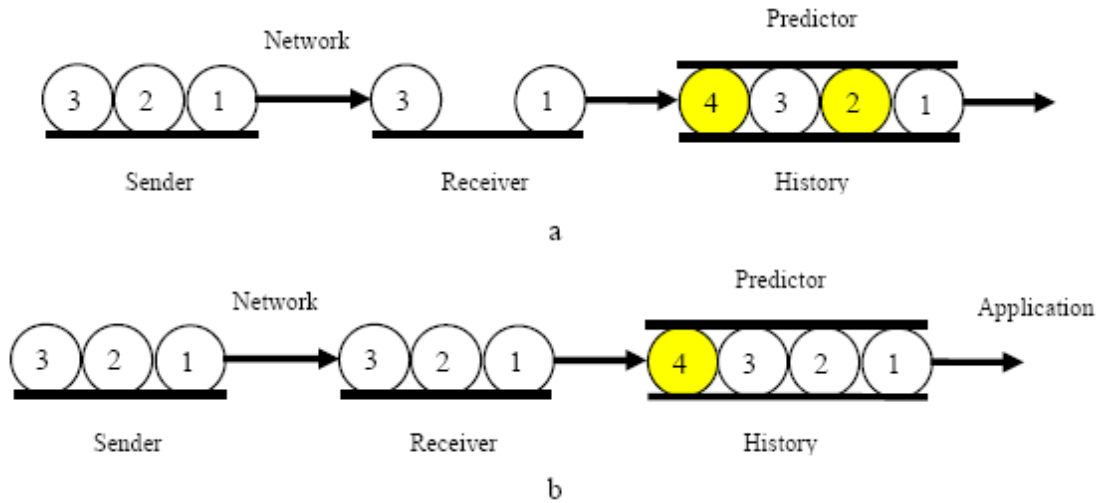 Predictor
Network
3 2 1 3 1 4 3 2 1
Sender Receiver History
a
Predictor
Network Application
3 2 1 3 2 1 4 3 2 1
Sender Receiver History
b